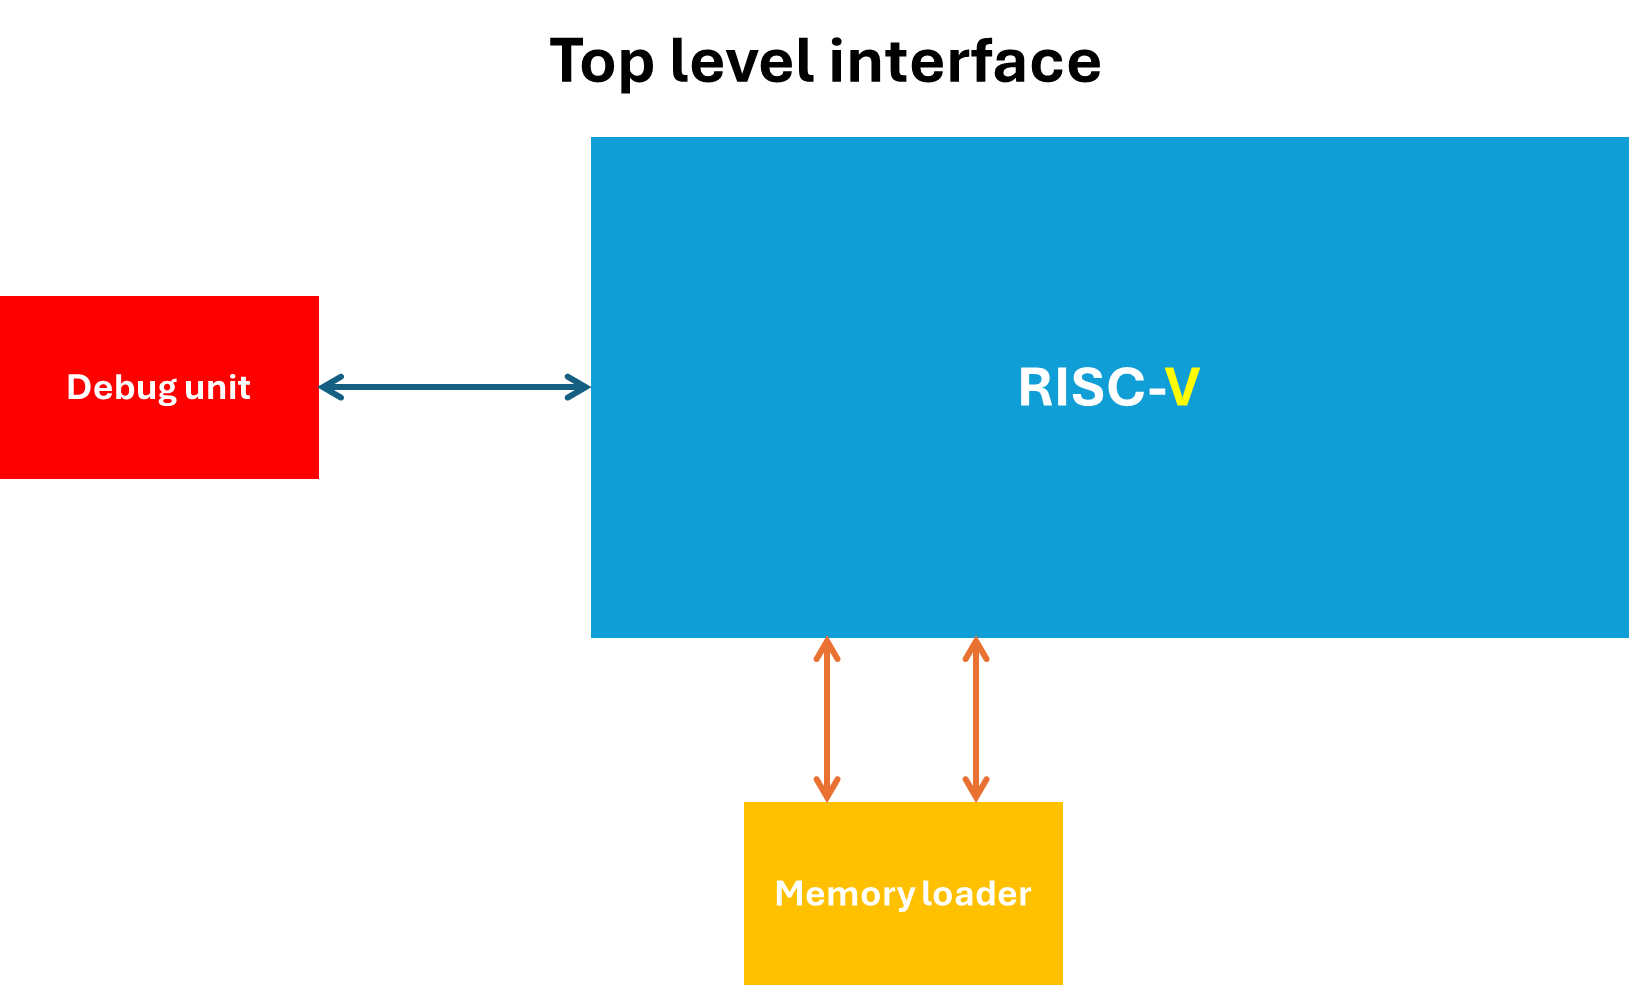 Top level interface
Debug unit
RISC-V
Memory loader